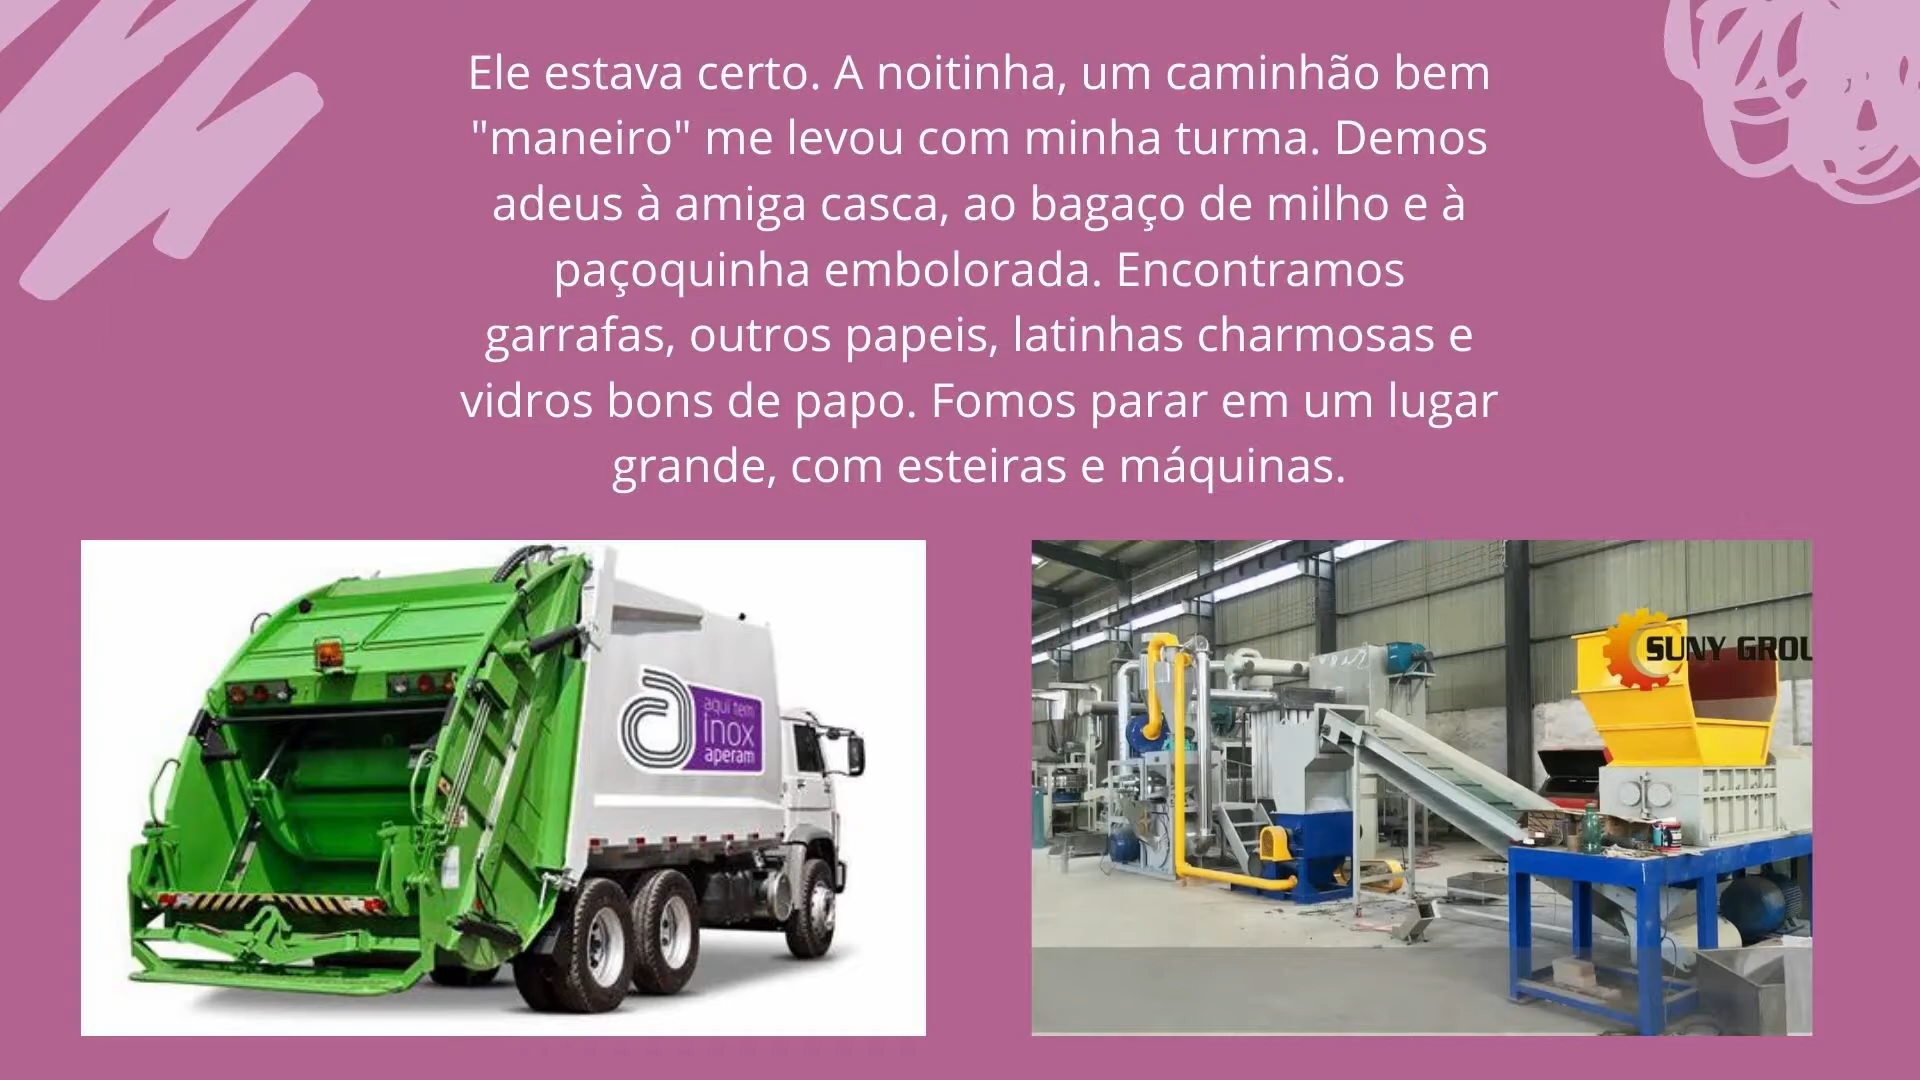 Ele estava certo. A noitinha, um caminhão bem
"maneiro" me levou com minha turma. Demos
adeus à amiga casca, ao bagaço de milho e à
paçoquinha embolorada. Encontramos
garrafas, outros papeis, latinhas charmosas e
vidros bons de papo. Fomos parar em um lugar
grande, com esteiras e máquinas.
aqui tem
inox
aperam
SUNY GROU